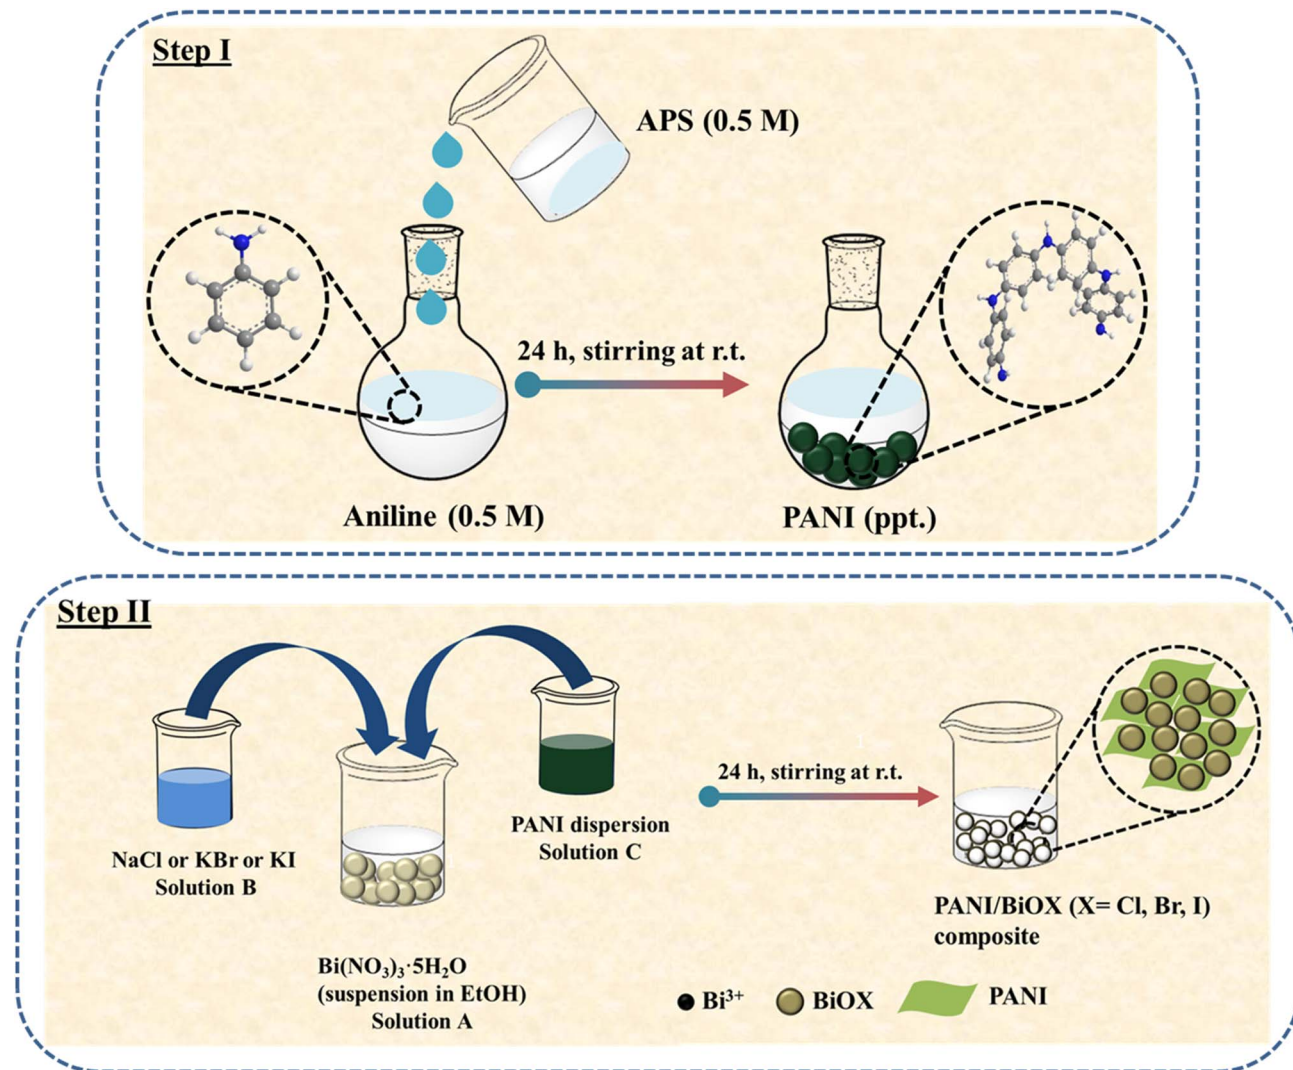 Step I
APS (0.5 M)
24 h, stirring at r.t.
Aniline (0.5 M)
PANI (ppt.)
Step II
NaCl or KBr or KI
Solution B
PANI dispersion
Solution C
24 h, stirring at r.t.
Bi(NO₃)₃·5H₂O
(suspension in EtOH)
Solution A
PANI/BiOX (X= Cl, Br, I)
composite
Bi³⁺
BiOX
PANI